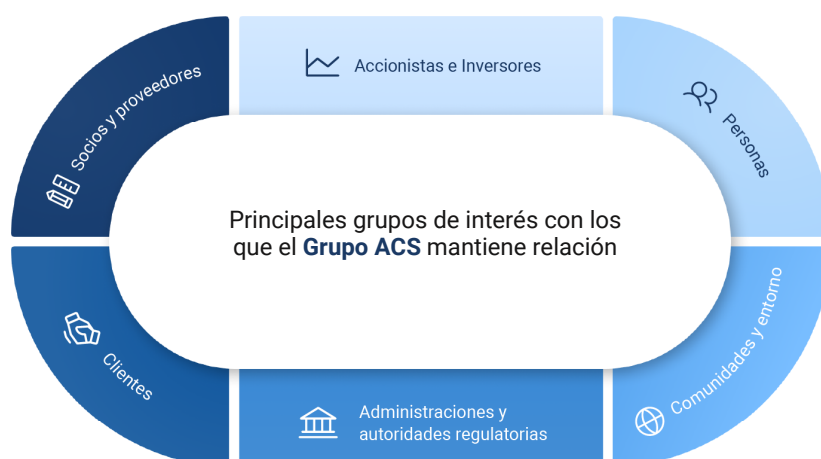 Accionistas e Inversores
Socios y proveedores
Personas
Principales grupos de interés con los
que el Grupo ACS mantiene relación
Clientes
Comunidades y entorno
Administraciones y
autoridades regulatorias